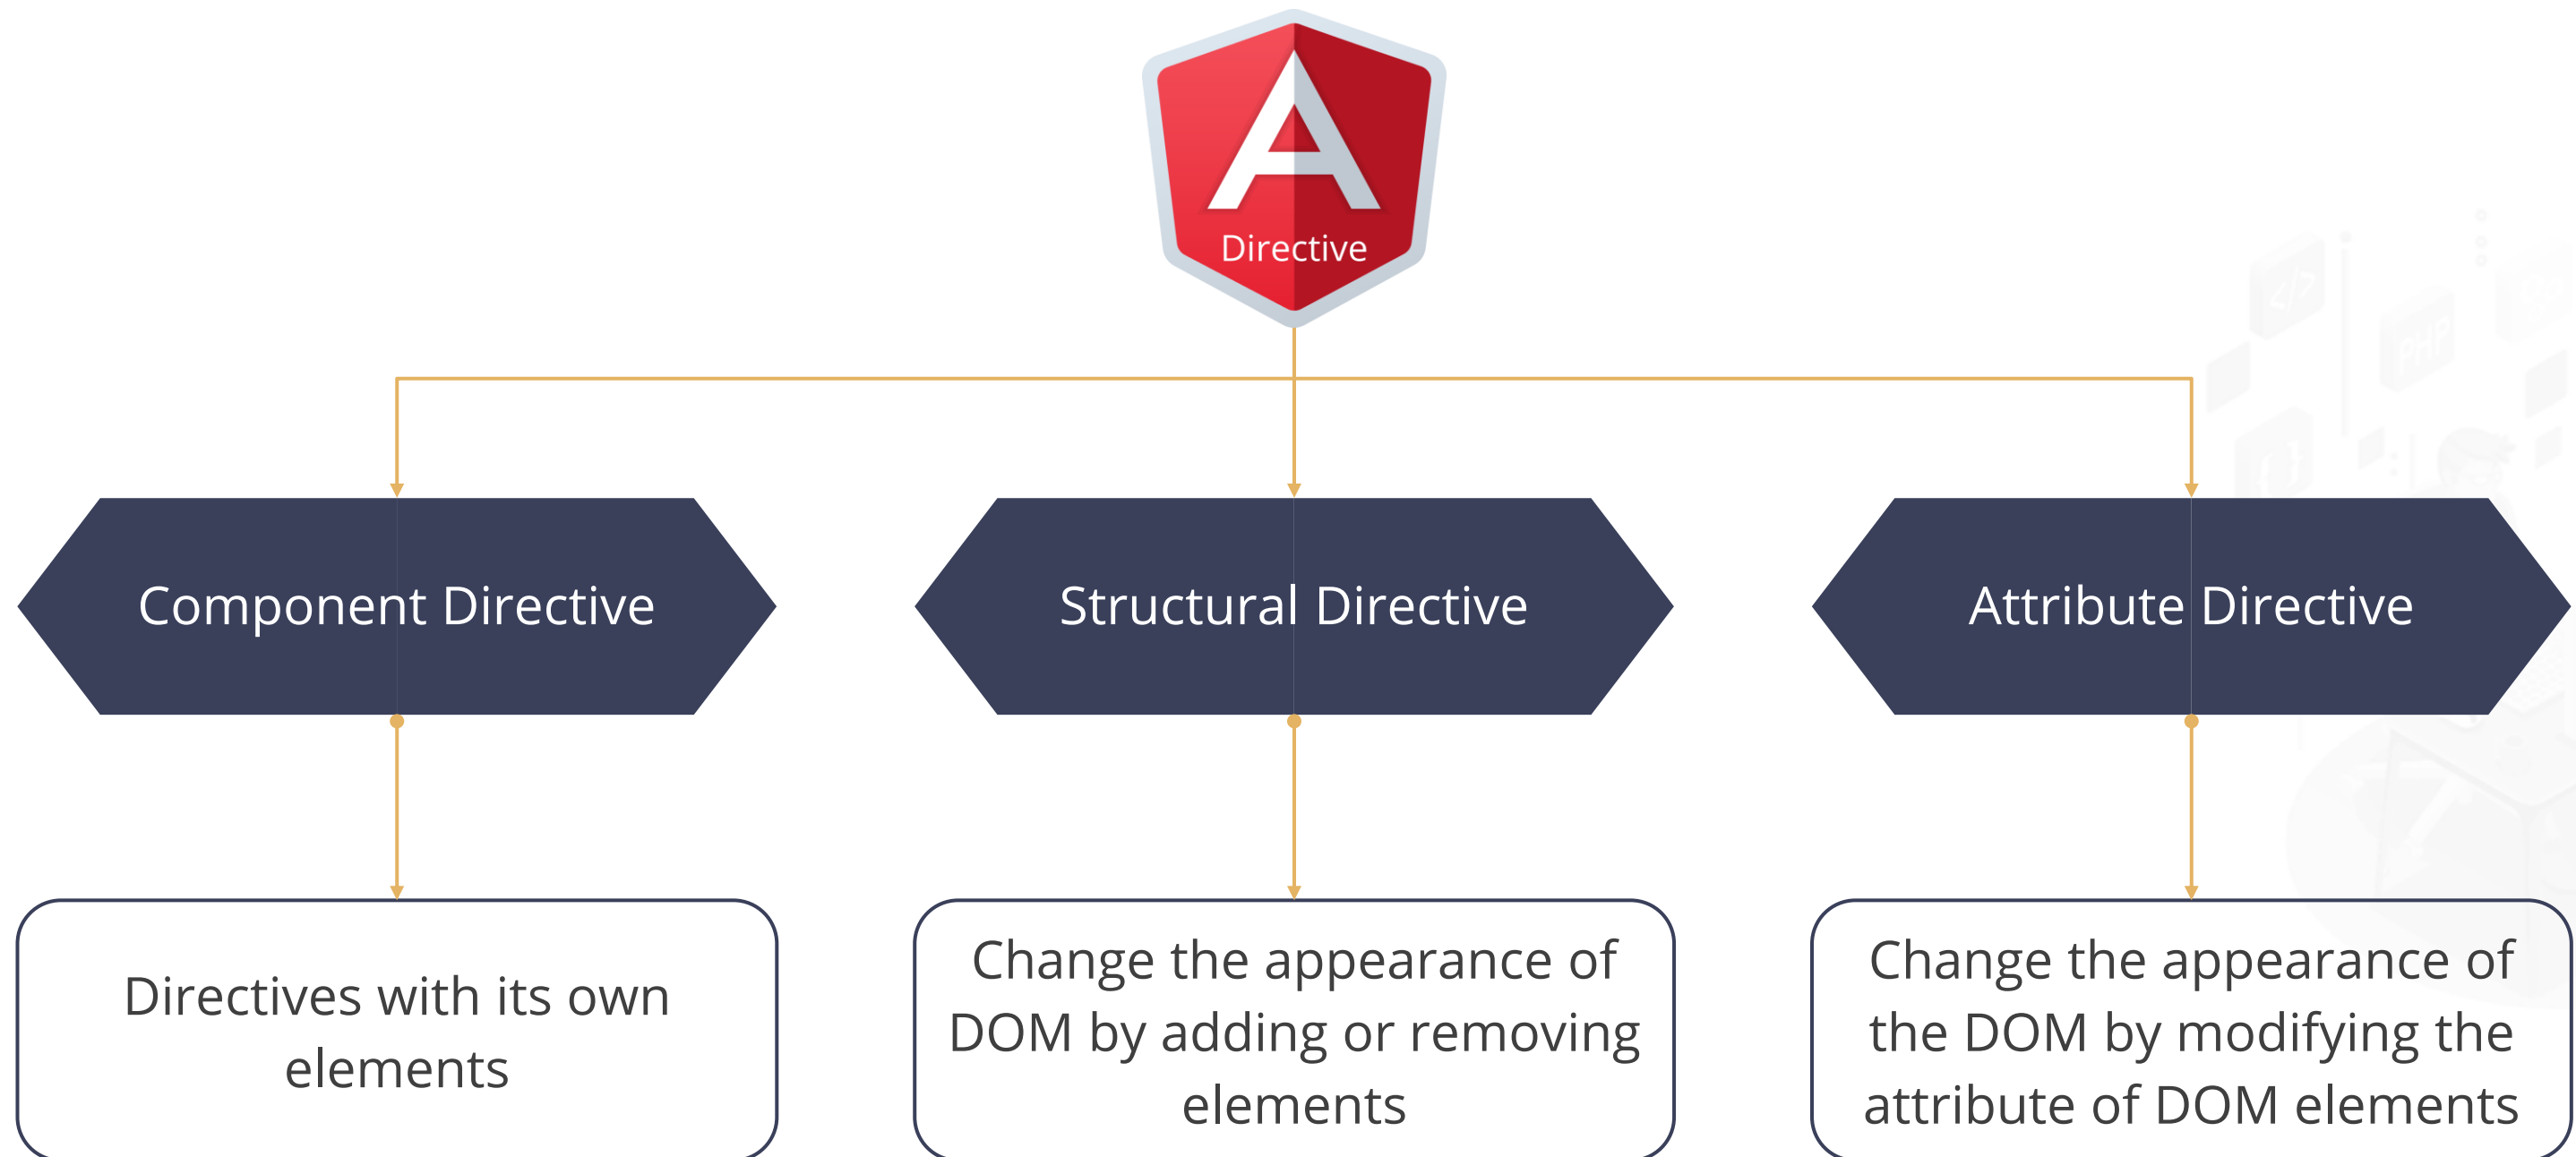 Directive
Component Directive
Structural Directive
Attribute Directive
Directives with its own
elements
Change the appearance of
DOM by adding or removing
elements
Change the appearance of
the DOM by modifying the
attribute of DOM elements
</>
PHP
{ }